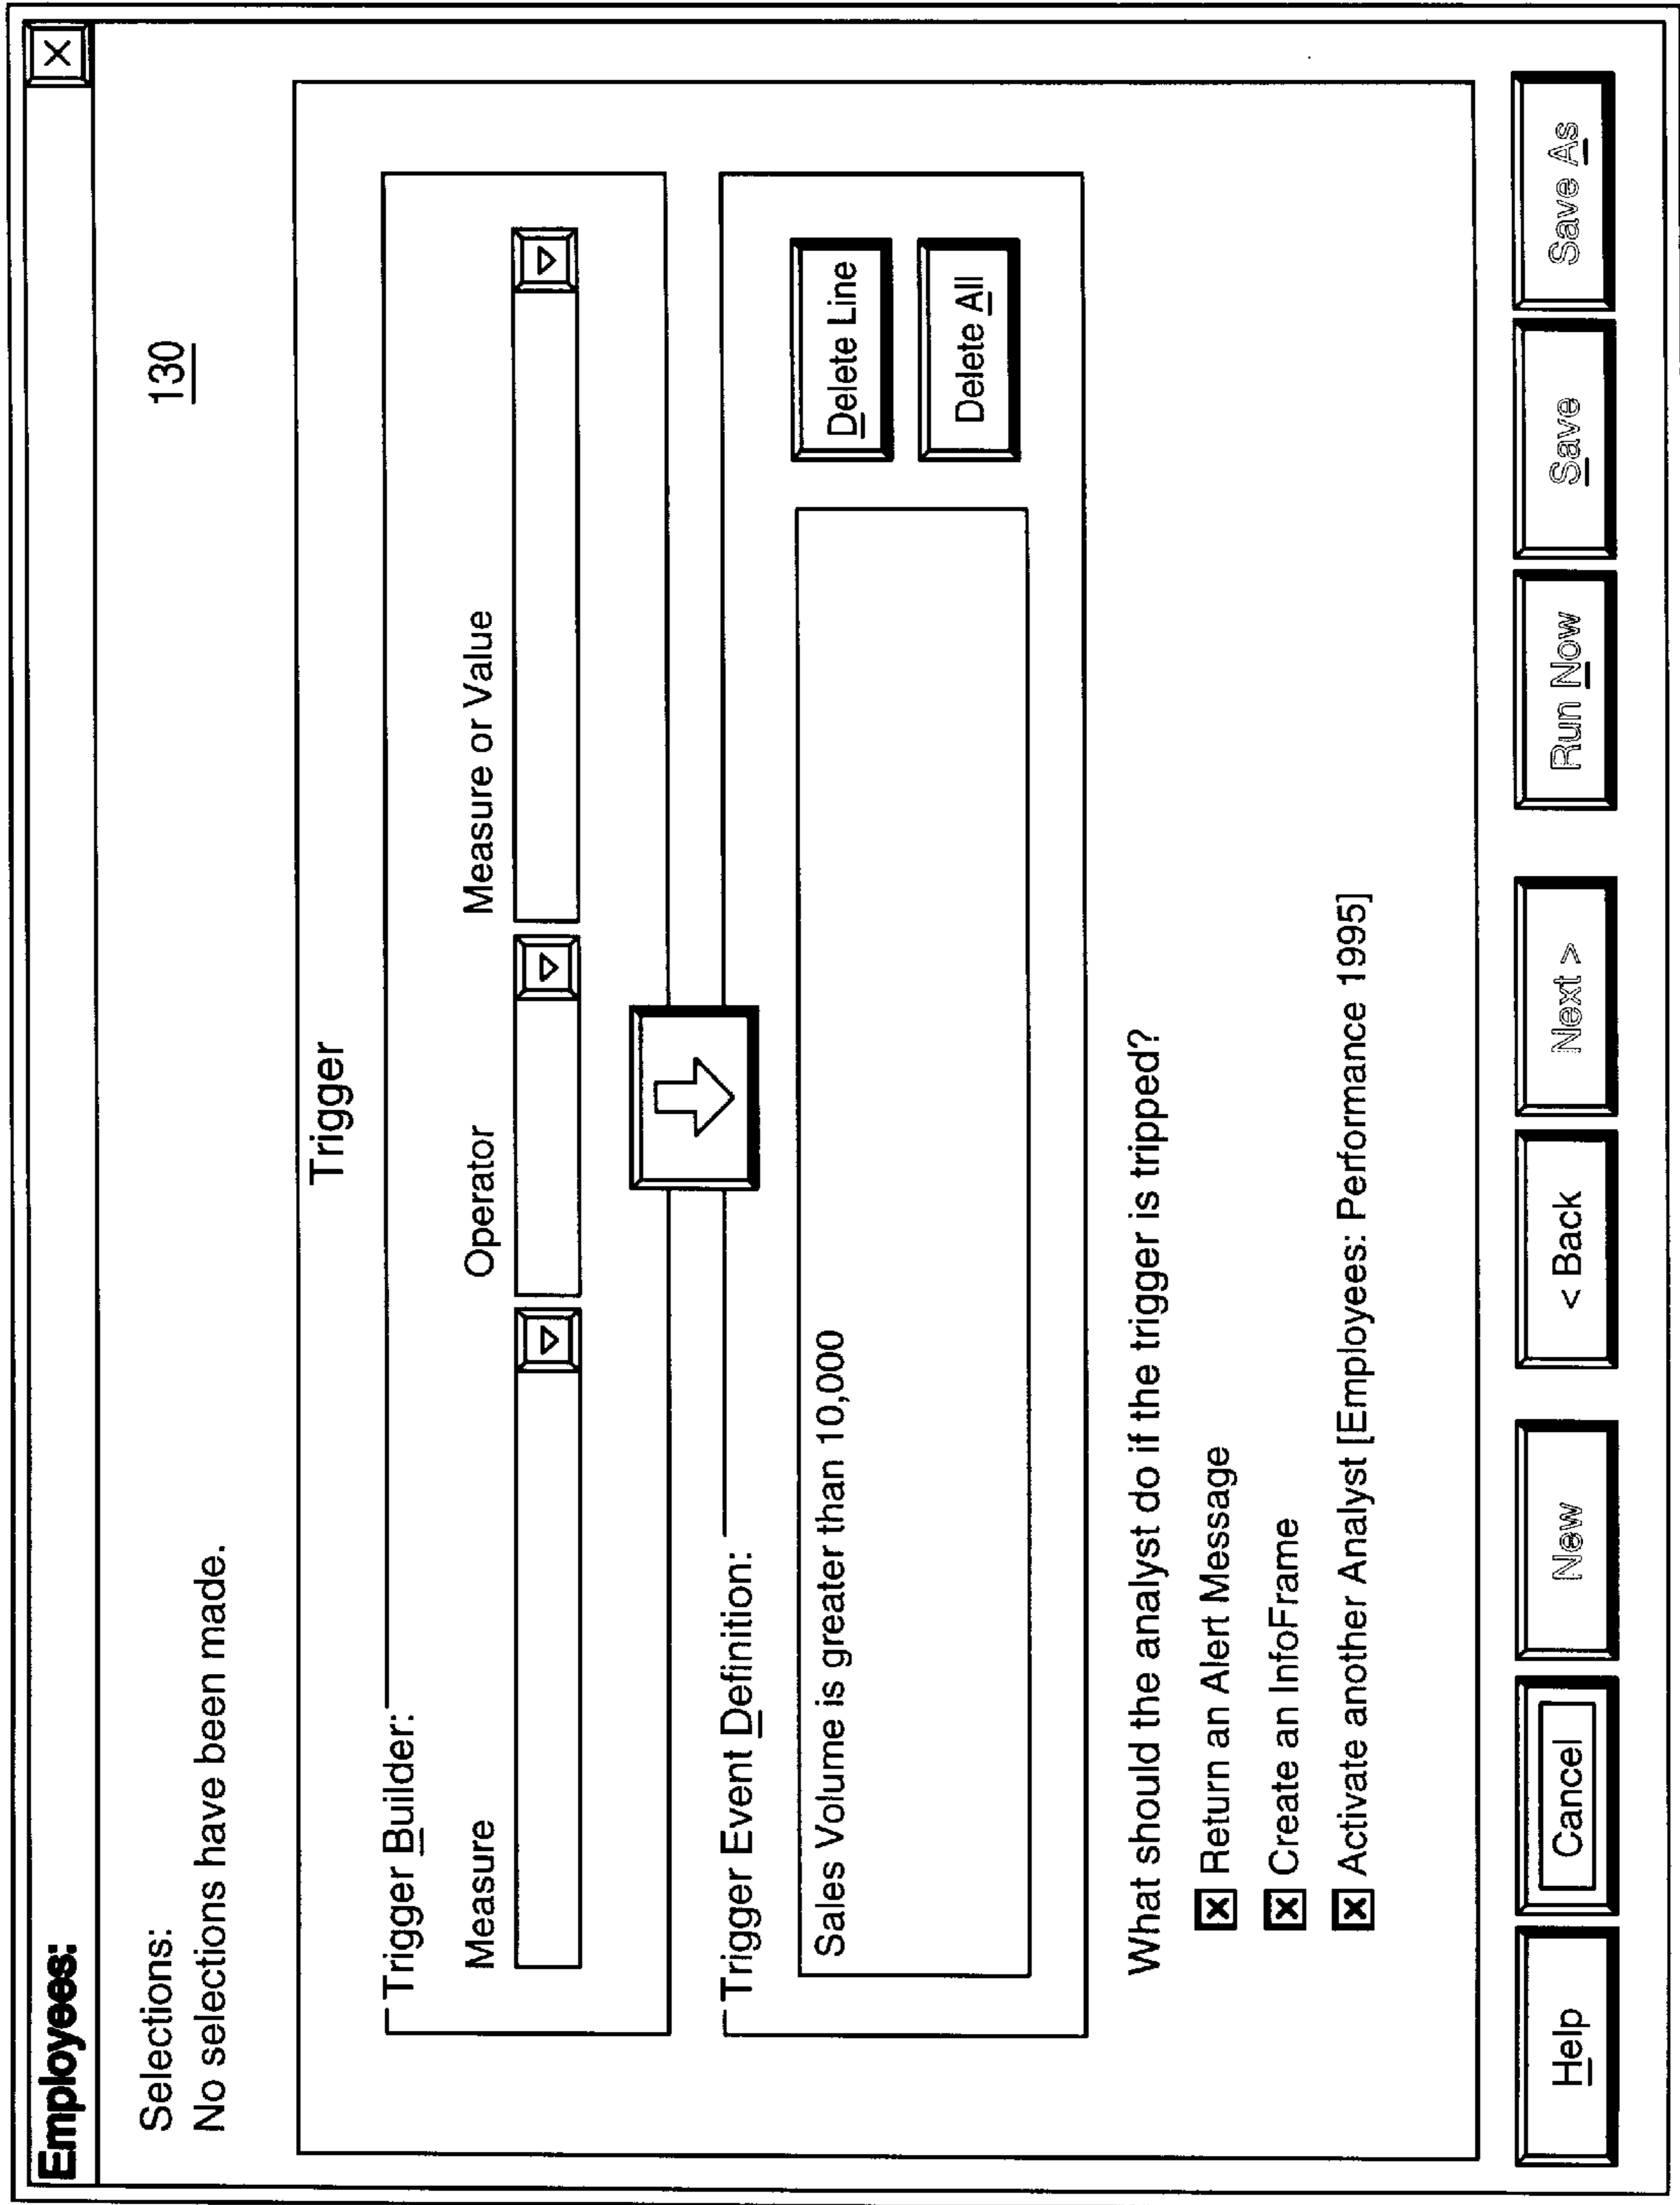 Employees:
X
130
Selections:
No selections have been made.
Trigger
Trigger Builder:
Measure
Operator
Measure or Value
Trigger Event Definition:
Sales Volume is greater than 10,000
Delete Line
Delete All
What should the analyst do if the trigger is tripped?
X Return an Alert Message
X Create an InfoFrame
X Activate another Analyst [Employees: Performance 1995]
Help Cancel New < Back Next > Run Now Save Save As